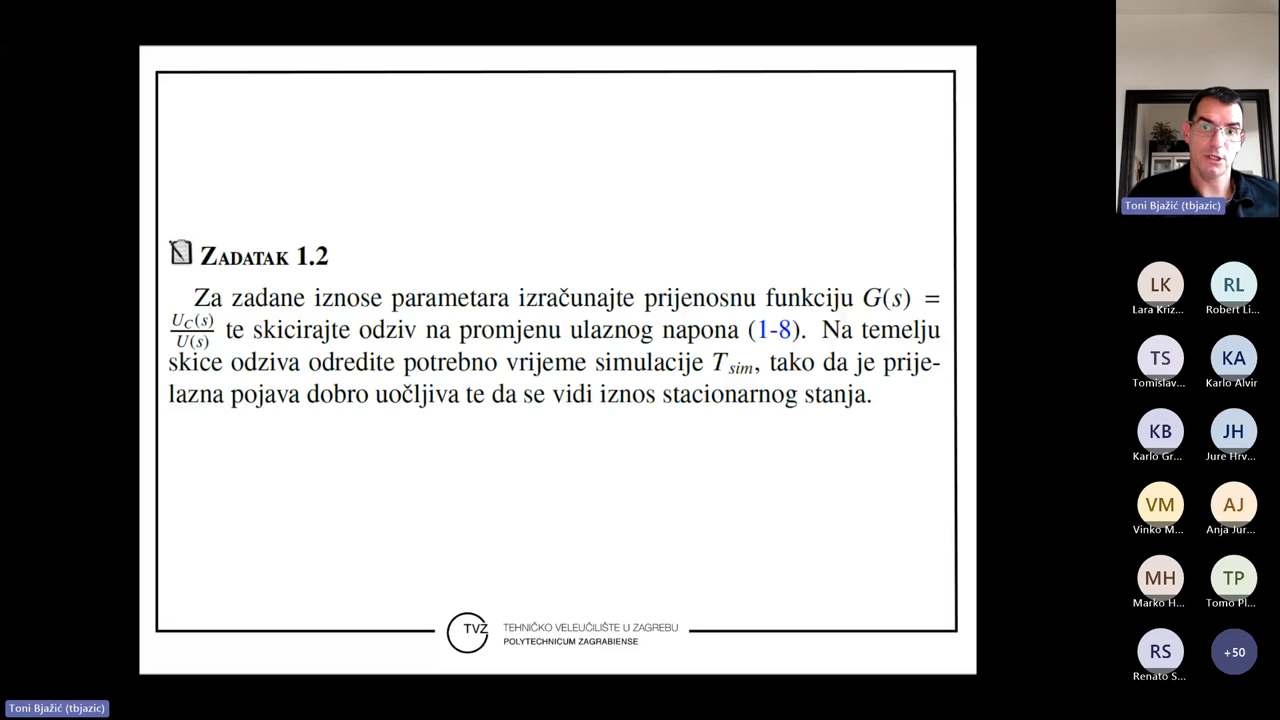 ZADATAK 1.2
Za zadane iznose parametara izračunajte prijenosnu funkciju G(s) =
U_C(s)/U(s) te skicirajte odziv na promjenu ulaznog napona (1-8). Na temelju
skice odziva odredite potrebno vrijeme simulacije T_sim, tako da je prije-
lazna pojava dobro uočljiva te da se vidi iznos stacionarnog stanja.
TVZ
TEHNIČKO VELEUČILIŠTE U ZAGREBU
POLYTECHNICUM ZAGRABIENSE
Toni Bjažić (tbjazic)
Toni Bjažić (tbjazic)
LK
RL
Lara Kriz...
Robert Li...
TS
KA
Tomislav...
Karlo Alvir
KB
JH
Karlo Gr...
Jure Hrv...
VM
AJ
Vinko M...
Anja Jur...
MH
TP
Marko H...
Tomo Pl...
RS
+50
Renato S...